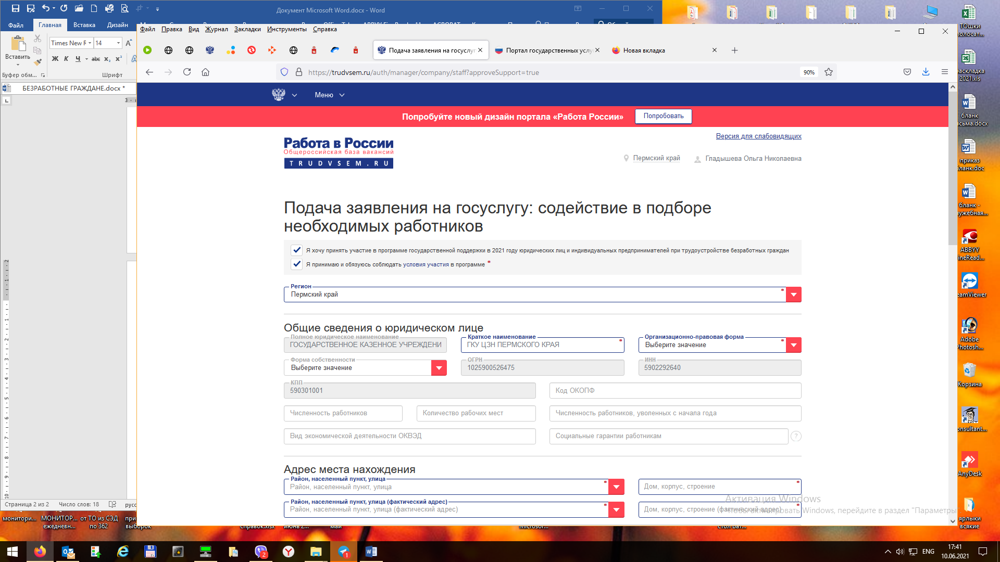 Документ Microsoft Word.docx - Word
Файл
Главная
Вставка
Дизайн
Times New R
14
Вставить
Ж К Ч abc x₂ x²
Буфер обм...
Шрифт
БЕЗРАБОТНЫЕ ГРАЖДАНЕ.docx *
Файл Правка Вид Журнал Закладки Инструменты Справка
Подача заявления на госуслуг
Портал государственных услу
Новая вкладка
https://trudvsem.ru/auth/manager/company/staff?approveSupport=true
90%
Меню
Попробуйте новый дизайн портала «Работа России»
Попробовать
Версия для слабовидящих
Работа в России
Общероссийская база вакансий
TRUDVSEM.RU
Пермский край
Гладышева Ольга Николаевна
Подача заявления на госуслугу: содействие в подборе
необходимых работников
Я хочу принять участие в программе государственной поддержки в 2021 году юридических лиц и индивидуальных предпринимателей при трудоустройстве безработных граждан
Я принимаю и обязуюсь соблюдать условия участия в программе *
Регион
Пермский край
Общие сведения о юридическом лице
Полное юридическое наименование
ГОСУДАРСТВЕННОЕ КАЗЕННОЕ УЧРЕЖДЕНИ
Краткое наименование
ГКУ ЦЗН ПЕРМСКОГО КРАЯ
Организационно-правовая форма
Выберите значение
Форма собственности
Выберите значение
ОГРН
1025900526475
ИНН
5902292640
КПП
590301001
Код ОКОПФ
Численность работников
Количество рабочих мест
Численность работников, уволенных с начала года
Вид экономической деятельности ОКВЭД
Социальные гарантии работникам
?
Адрес места нахождения
Район, населенный пункт, улица
Район, населенный пункт, улица
Дом, корпус, строение
Район, населенный пункт, улица (фактический адрес)
Район, населенный пункт, улица (фактический адрес)
Дом, корпус, строение (фактический адрес)
Активация Windows
Чтобы активировать Windows, перейдите в раздел "Параметры
Страница 2 из 2
Число слов: 18
русс
монитори...
МОНИТОР...
ежедневн...
от ТО из СЭД
по 362
при
выборок
справок.xlsx
июнь 2...
май
Microsof...
ТОшки
полосат...
раскладка
2021.xls
бланк
письма.docx
приказ
бланк.doc
бланк -
служебная...
ABBYY
FineRead...
TeamViewer
Adobe
Photosh...
Корзина
Consultant...
AnyDesk
ярлыки
всякие
2
1
ENG
17:41
10.06.2021